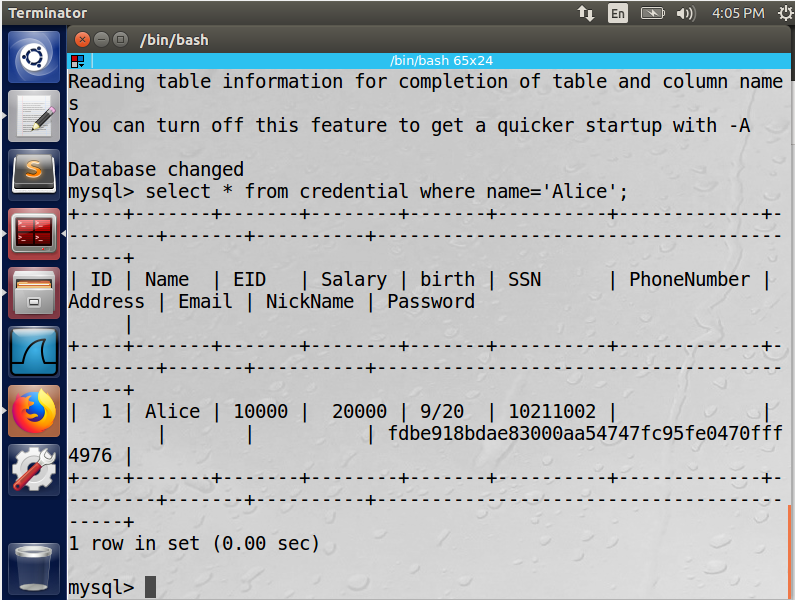 Terminator
En
4:05 PM
/bin/bash
/bin/bash 65x24
Reading table information for completion of table and column name
s
You can turn off this feature to get a quicker startup with -A
Database changed
mysql> select * from credential where name='Alice';
+----+-------+-------+--------+-------+----------+-------------+-
--------+-------+----------+-------------------------------------
-----+
| ID | Name  | EID   | Salary | birth | SSN      | PhoneNumber | 
Address | Email | NickName | Password                            
     |
+----+-------+-------+--------+-------+----------+-------------+-
--------+-------+----------+-------------------------------------
-----+
|  1 | Alice | 10000 |  20000 | 9/20  | 10211002 |             | 
        |       |          | fdbe918bdae83000aa54747fc95fe0470fff
4976 |
+----+-------+-------+--------+-------+----------+-------------+-
--------+-------+----------+-------------------------------------
-----+
1 row in set (0.00 sec)
mysql>